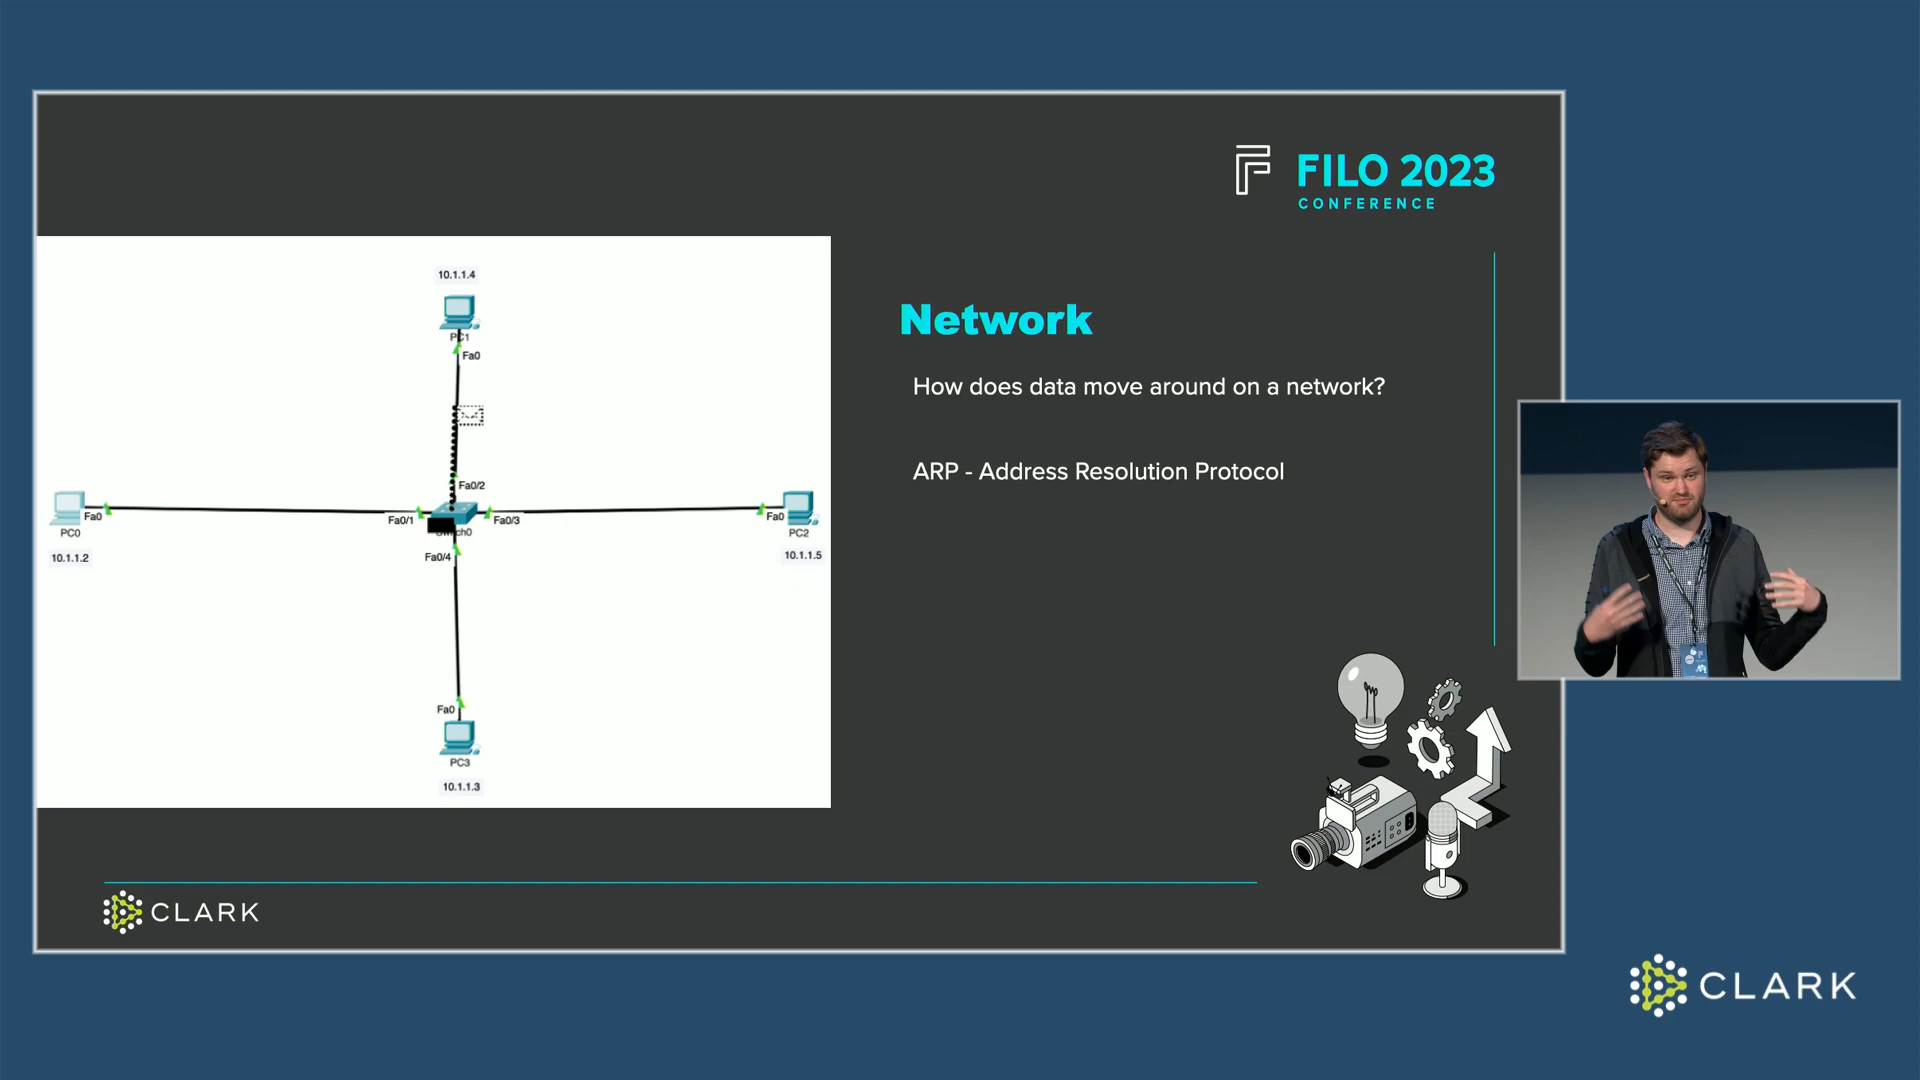 FILO 2023
CONFERENCE
10.1.1.4
PC1
Fa0
Fa0/2
Fa0
PC0
10.1.1.2
Fa0/1
Fa0/3
Fa0/4
Fa0
PC2
10.1.1.5
Fa0
PC3
10.1.1.3
Network
How does data move around on a network?
ARP - Address Resolution Protocol
CLARK
CLARK